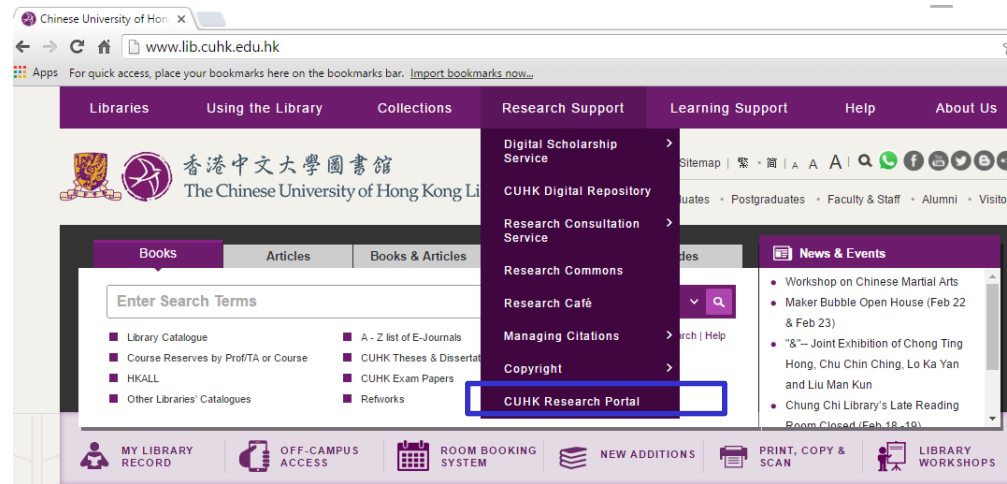 Chinese University of Hon
www.lib.cuhk.edu.hk
Apps For quick access, place your bookmarks here on the bookmarks bar. Import bookmarks now...
Libraries Using the Library Collections Research Support Learning Support Help About Us
Digital Scholarship
Service
CUHK Digital Repository
Research Consultation
Service
Research Commons
Research Café
Managing Citations
Copyright
CUHK Research Portal
香港中文大學圖書館
The Chinese University of Hong Kong Li
Sitemap | 繁 · 简 | A A A |
Postgraduates • Faculty & Staff • Alumni • Visito
Books Articles Books & Articles
Enter Search Terms
Help
Library Catalogue
Course Reserves by Prof/TA or Course
HKALL
Other Libraries' Catalogues
A - Z list of E-Journals
CUHK Theses & Dissertat
CUHK Exam Papers
Refworks
News & Events
Workshop on Chinese Martial Arts
Maker Bubble Open House (Feb 22
& Feb 23)
"&"-- Joint Exhibition of Chong Ting
Hong, Chu Chin Ching, Lo Ka Yan
and Liu Man Kun
Chung Chi Library's Late Reading
Room Closed (Feb 18 -19)
MY LIBRARY
RECORD
OFF-CAMPUS
ACCESS
ROOM BOOKING
SYSTEM
NEW ADDITIONS
PRINT, COPY &
SCAN
LIBRARY
WORKSHOPS